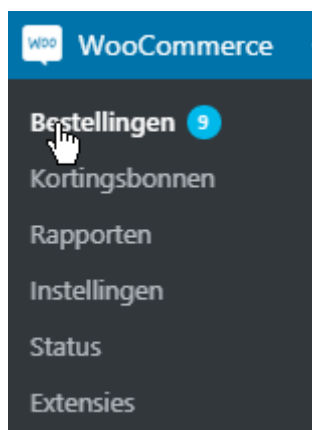 Woo WooCommerce
Bestellingen 9
Kortingsbonnen
Rapporten
Instellingen
Status
Extensies